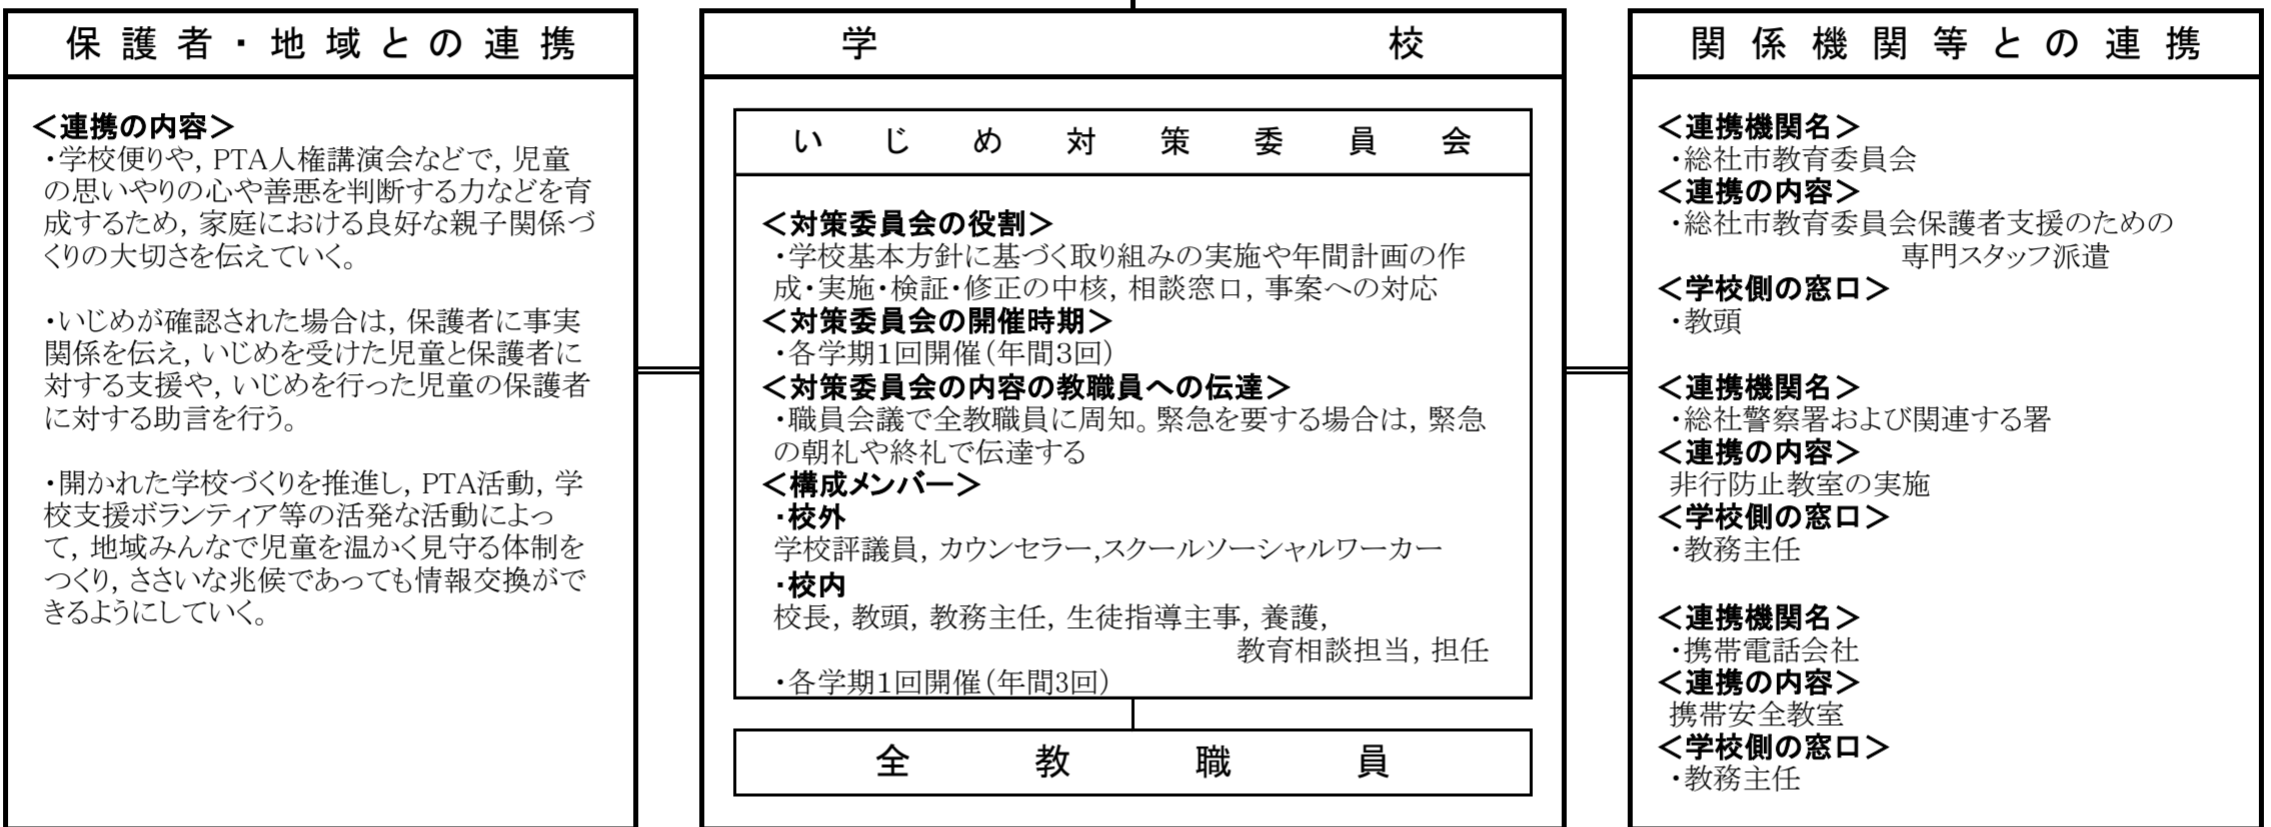 保護者・地域との連携
＜連携の内容＞
・学校便りや，PTA人権講演会などで，児童
の思いやりの心や善悪を判断する力などを育
成するため，家庭における良好な親子関係づ
くりの大切さを伝えていく。
・いじめが確認された場合は，保護者に事実
関係を伝え，いじめを受けた児童と保護者に
対する支援や，いじめを行った児童の保護者
に対する助言を行う。
・開かれた学校づくりを推進し，PTA活動，学
校支援ボランティア等の活発な活動によっ
て，地域みんなで児童を温かく見守る体制を
つくり，ささいな兆候であっても情報交換がで
きるようにしていく。
学校
いじめ対策委員会
＜対策委員会の役割＞
・学校基本方針に基づく取り組みの実施や年間計画の作
成・実施・検証・修正の中核，相談窓口，事案への対応
＜対策委員会の開催時期＞
・各学期1回開催（年間3回）
＜対策委員会の内容の教職員への伝達＞
・職員会議で全教職員に周知。緊急を要する場合は，緊急
の朝礼や終礼で伝達する
＜構成メンバー＞
・校外
学校評議員，カウンセラー,スクールソーシャルワーカー
・校内
校長，教頭，教務主任，生徒指導主事，養護，
教育相談担当，担任
・各学期1回開催（年間3回）
全教職員
関係機関等との連携
＜連携機関名＞
・総社市教育委員会
＜連携の内容＞
・総社市教育委員会保護者支援のための
専門スタッフ派遣
＜学校側の窓口＞
・教頭
＜連携機関名＞
・総社警察署および関連する署
＜連携の内容＞
非行防止教室の実施
＜学校側の窓口＞
・教務主任
＜連携機関名＞
・携帯電話会社
＜連携の内容＞
携帯安全教室
＜学校側の窓口＞
・教務主任